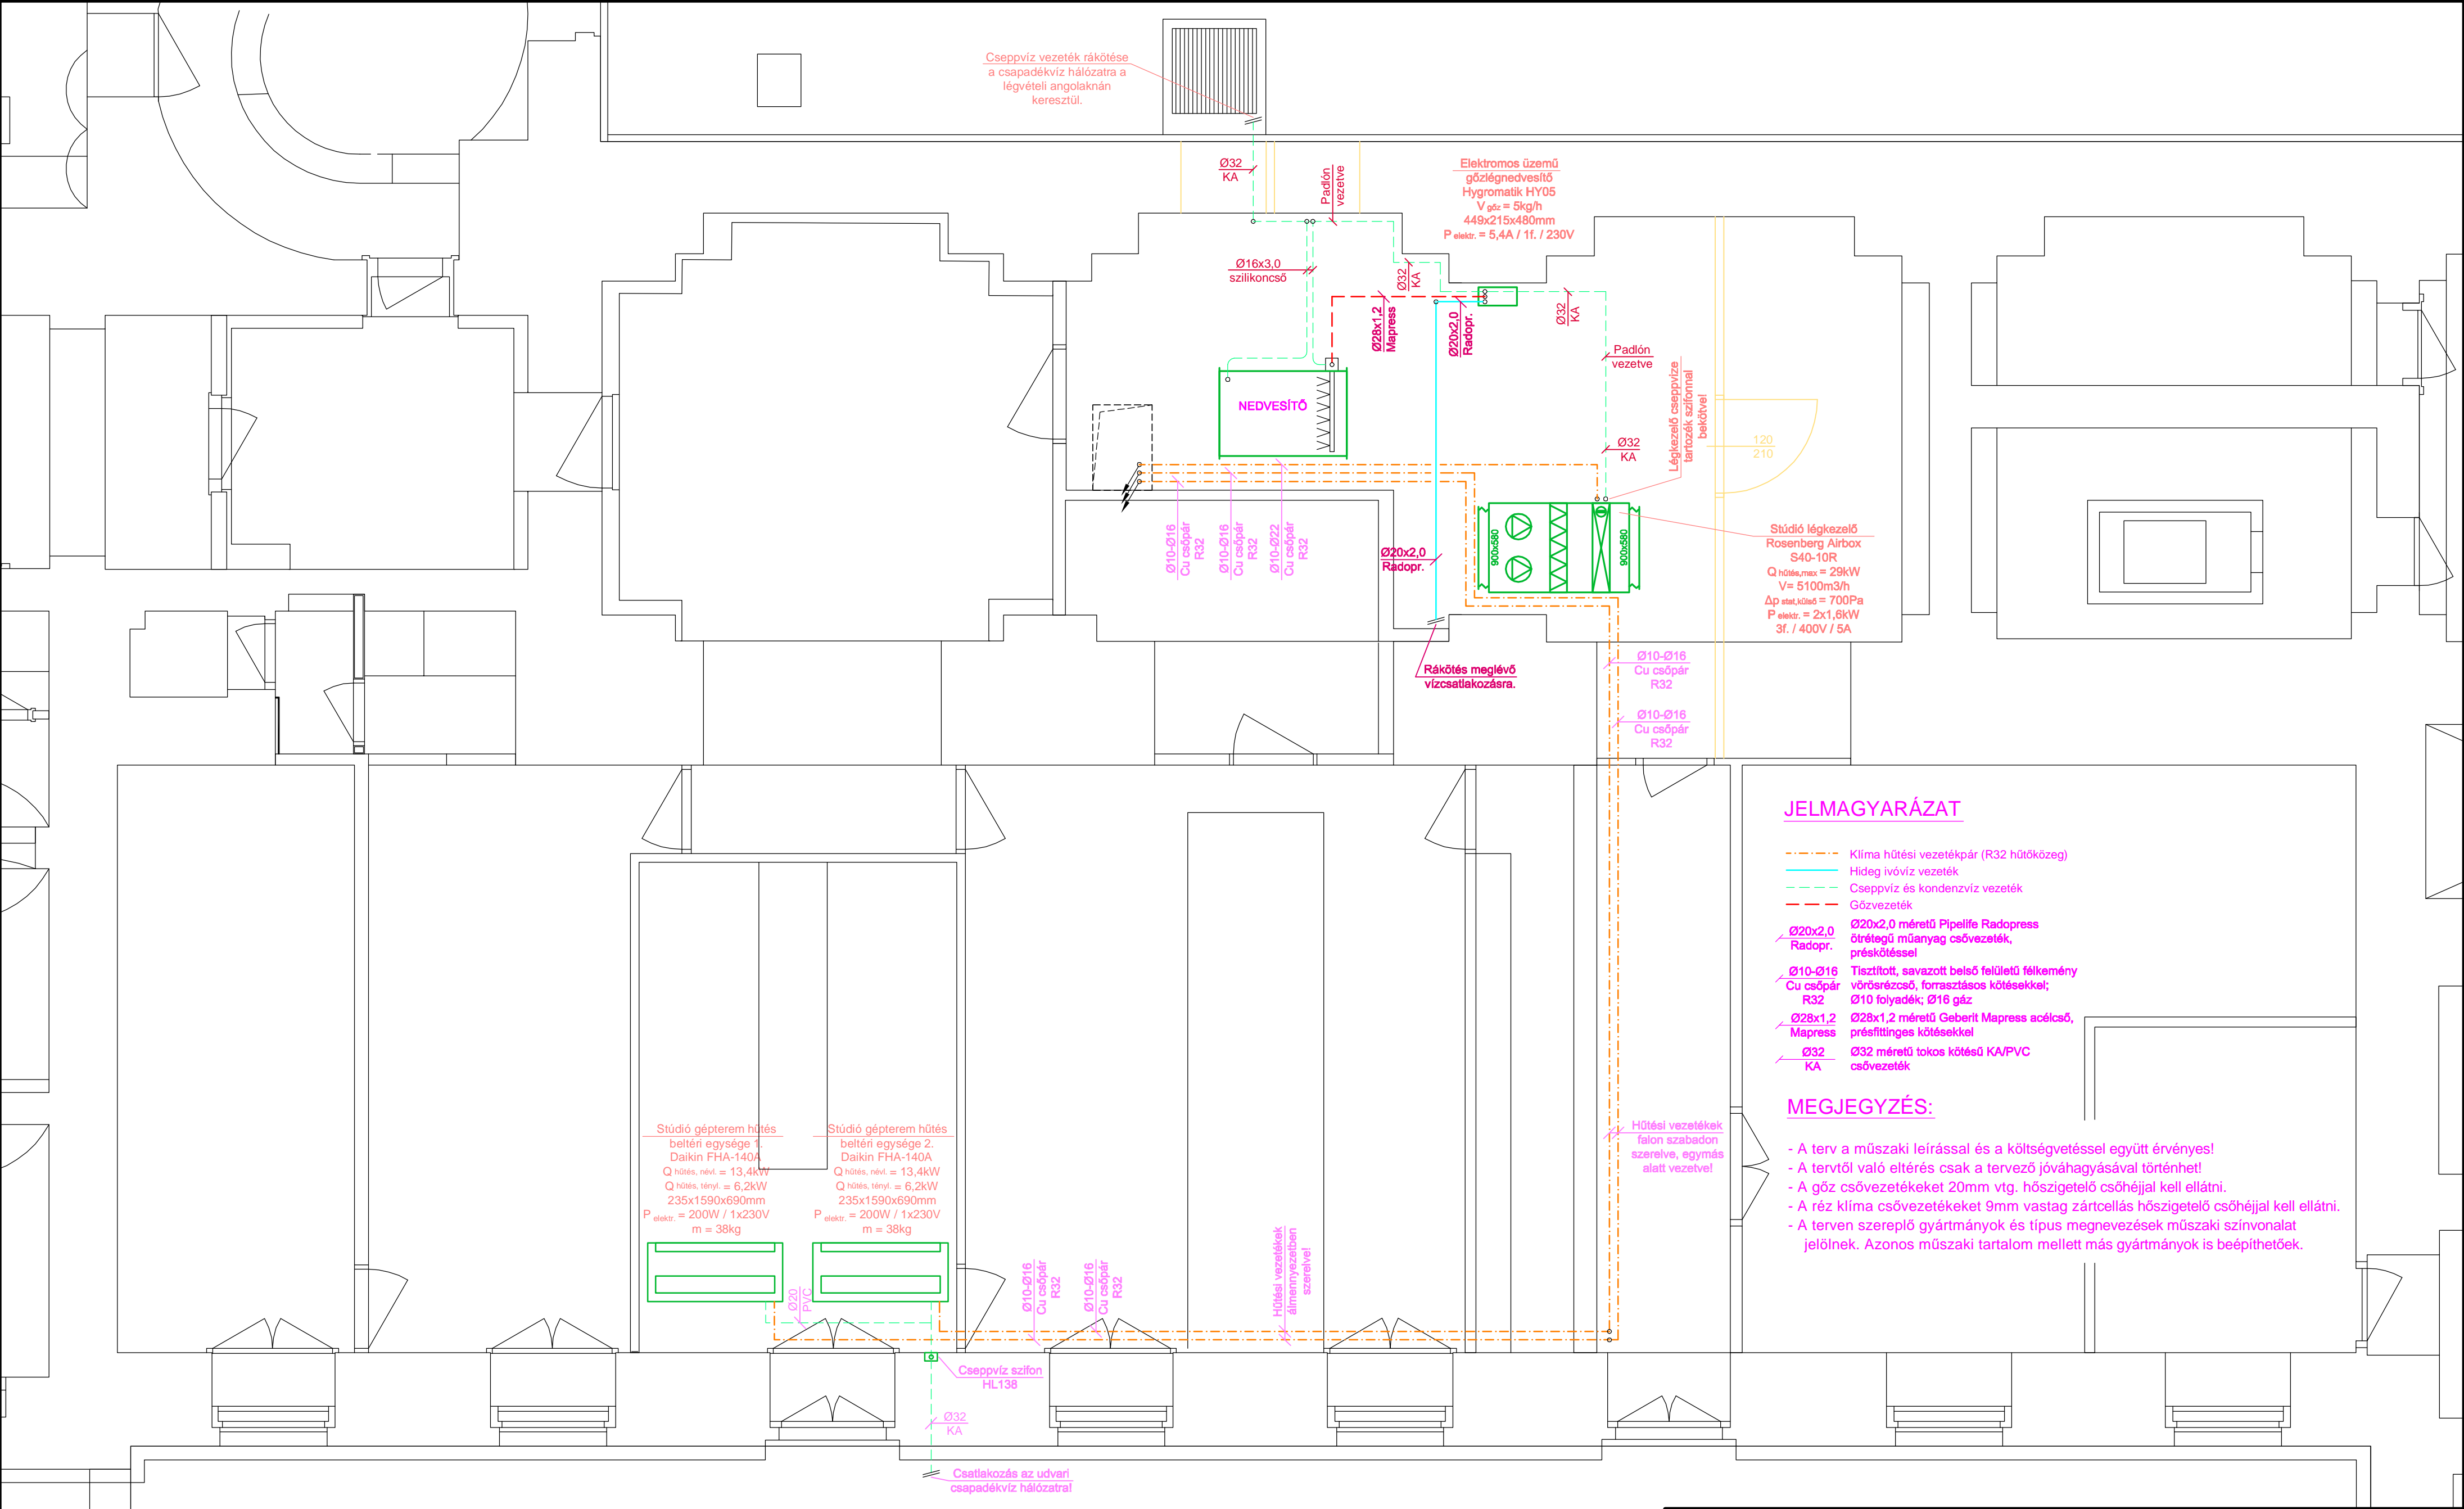 Cseppvíz vezeték rákötése
a csapadékvíz hálózatra a
légvételi angolaknán
keresztül.
Ø32
KA
Padlón
vezetve
Elektromos üzemű
gőzlégnedvesítő
Hygromatik HY05
V gőz = 5kg/h
449x215x480mm
P elektr. = 5,4A / 1f. / 230V
Ø16x3,0
szilikoncső
Ø32
KA
Ø28x1,2
Mapress
Ø20x2,0
Radopr.
Ø32
KA
Padlón
vezetve
Légkezelő cseppvize
tartozék szifonnal
bekötve!
NEDVESÍTŐ
Ø32
KA
120
210
Ø10-Ø16
Cu csőpár
R32
Ø10-Ø16
Cu csőpár
R32
Ø10-Ø22
Cu csőpár
R32
Ø20x2,0
Radopr.
900x580
900x580
Stúdió légkezelő
Rosenberg Airbox
S40-10R
Q hűtés,max = 29kW
V= 5100m3/h
Δp stat,külső = 700Pa
P elektr. = 2x1,6kW
3f. / 400V / 5A
Rákötés meglévő
vízcsatlakozásra.
Ø10-Ø16
Cu csőpár
R32
Ø10-Ø16
Cu csőpár
R32
JELMAGYARÁZAT
Klíma hűtési vezetékpár (R32 hűtőközeg)
Hideg ivóvíz vezeték
Cseppvíz és kondenzvíz vezeték
Gőzvezeték
Ø20x2,0
Radopr.
Ø20x2,0 méretű Pipelife Radopress
ötrétegű műanyag csővezeték,
préskötéssel
Ø10-Ø16
Cu csőpár
R32
Tisztított, savazott belső felületű félkemény
vörösrézcső, forrasztásos kötésekkel;
Ø10 folyadék; Ø16 gáz
Ø28x1,2
Mapress
Ø28x1,2 méretű Geberit Mapress acélcső,
présfittinges kötésekkel
Ø32
KA
Ø32 méretű tokos kötésű KA/PVC
csővezeték
MEGJEGYZÉS:
- A terv a műszaki leírással és a költségvetéssel együtt érvényes!
- A tervtől való eltérés csak a tervező jóváhagyásával történhet!
- A gőz csővezetékeket 20mm vtg. hőszigetelő csőhéjjal kell ellátni.
- A réz klíma csővezetékeket 9mm vastag zártcellás hőszigetelő csőhéjjal kell ellátni.
- A terven szereplő gyártmányok és típus megnevezések műszaki színvonalat
jelölnek. Azonos műszaki tartalom mellett más gyártmányok is beépíthetőek.
Stúdió gépterem hűtés
beltéri egysége 1.
Daikin FHA-140A
Q hűtés, névl. = 13,4kW
Q hűtés, tényl. = 6,2kW
235x1590x690mm
P elektr. = 200W / 1x230V
m = 38kg
Stúdió gépterem hűtés
beltéri egysége 2.
Daikin FHA-140A
Q hűtés, névl. = 13,4kW
Q hűtés, tényl. = 6,2kW
235x1590x690mm
P elektr. = 200W / 1x230V
m = 38kg
Hűtési vezetékek
falon szabadon
szerelve, egymás
alatt vezetve!
Ø20
PVC
Ø10-Ø16
Cu csőpár
R32
Ø10-Ø16
Cu csőpár
R32
Hűtési vezetékek
álmennyezetben
szerelve!
Cseppvíz szifon
HL138
Ø32
KA
Csatlakozás az udvari
csapadékvíz hálózatra!